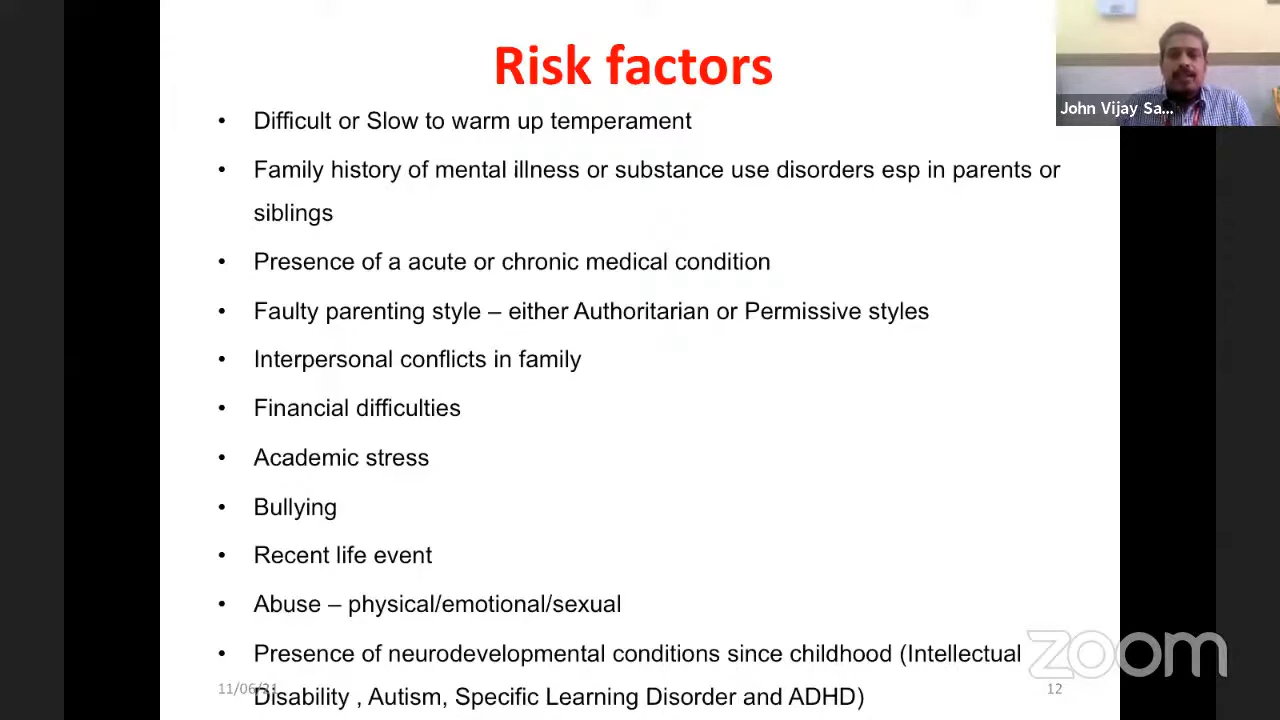 Risk factors
John Vijay Sa...
• Difficult or Slow to warm up temperament
• Family history of mental illness or substance use disorders esp in parents or
siblings
• Presence of a acute or chronic medical condition
• Faulty parenting style – either Authoritarian or Permissive styles
• Interpersonal conflicts in family
• Financial difficulties
• Academic stress
• Bullying
• Recent life event
• Abuse – physical/emotional/sexual
• Presence of neurodevelopmental conditions since childhood (Intellectual
Disability , Autism, Specific Learning Disorder and ADHD)
11/06/21
12
zoom